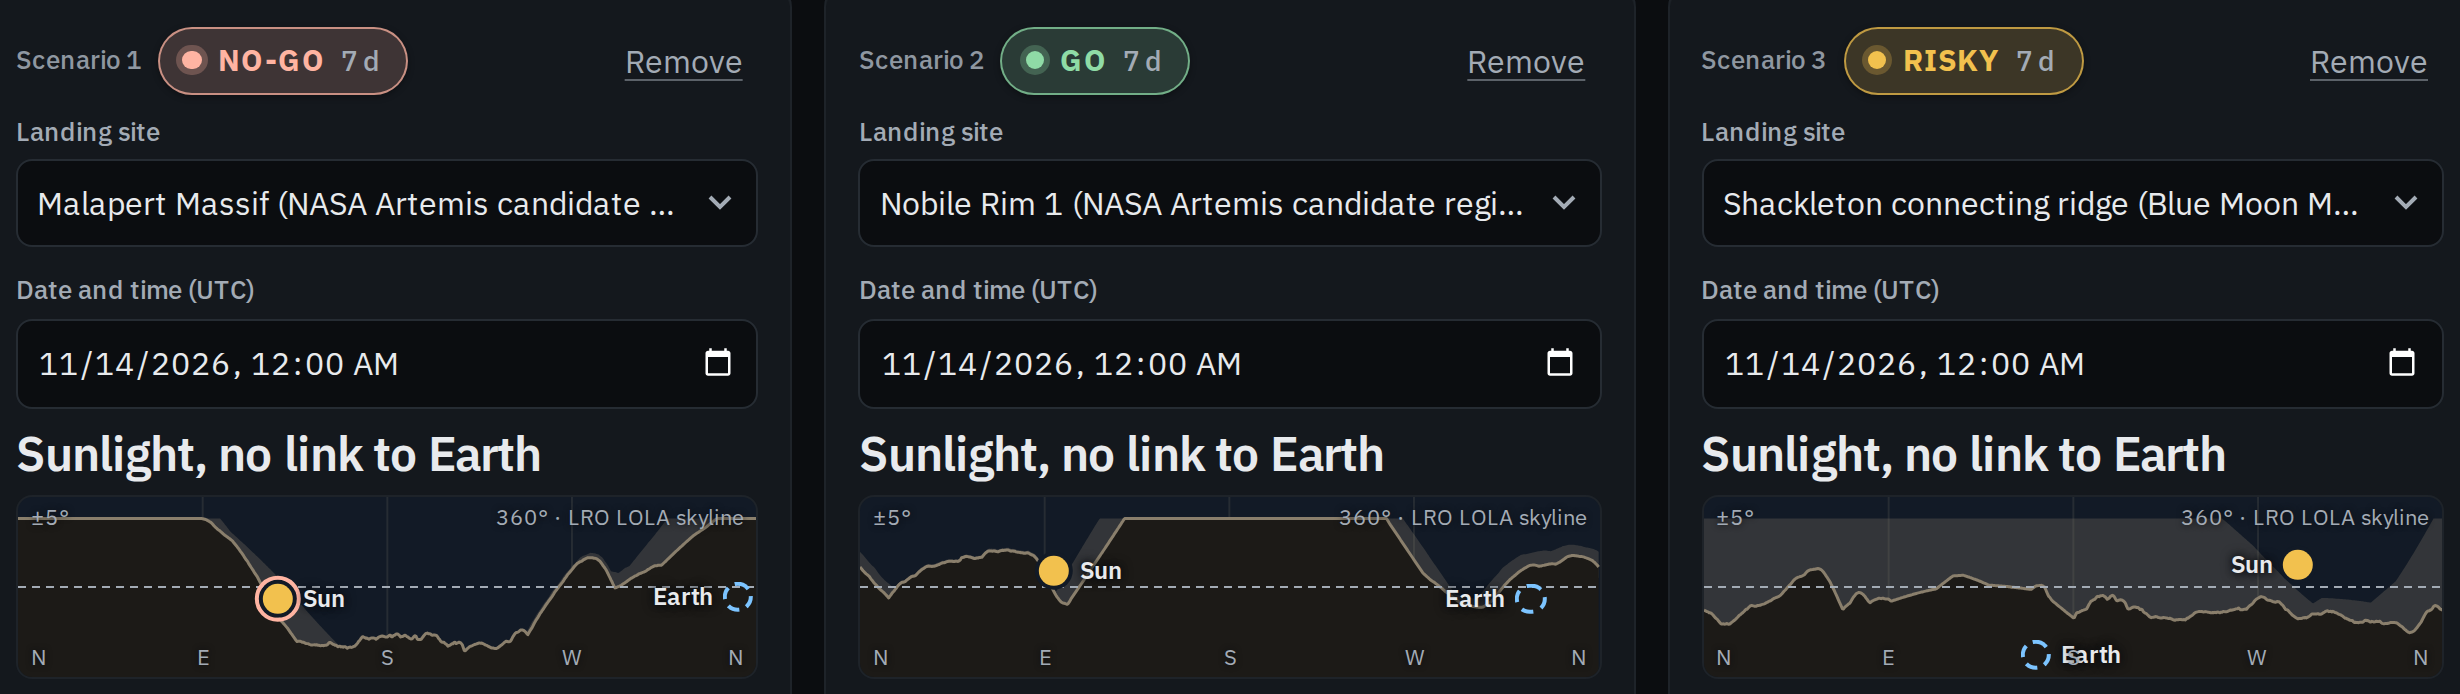 Scenario 1 NO-GO 7 d Remove
Landing site
Malapert Massif (NASA Artemis candidate ...
Date and time (UTC)
11/14/2026, 12:00 AM
Sunlight, no link to Earth
±5° 360° · LRO LOLA skyline
Sun
Earth
N E S W N
Scenario 2 GO 7 d Remove
Landing site
Nobile Rim 1 (NASA Artemis candidate regi...
Date and time (UTC)
11/14/2026, 12:00 AM
Sunlight, no link to Earth
±5° 360° · LRO LOLA skyline
Sun
Earth
N E S W N
Scenario 3 RISKY 7 d Remove
Landing site
Shackleton connecting ridge (Blue Moon M...
Date and time (UTC)
11/14/2026, 12:00 AM
Sunlight, no link to Earth
±5° 360° · LRO LOLA skyline
Sun
Earth
N E S W N